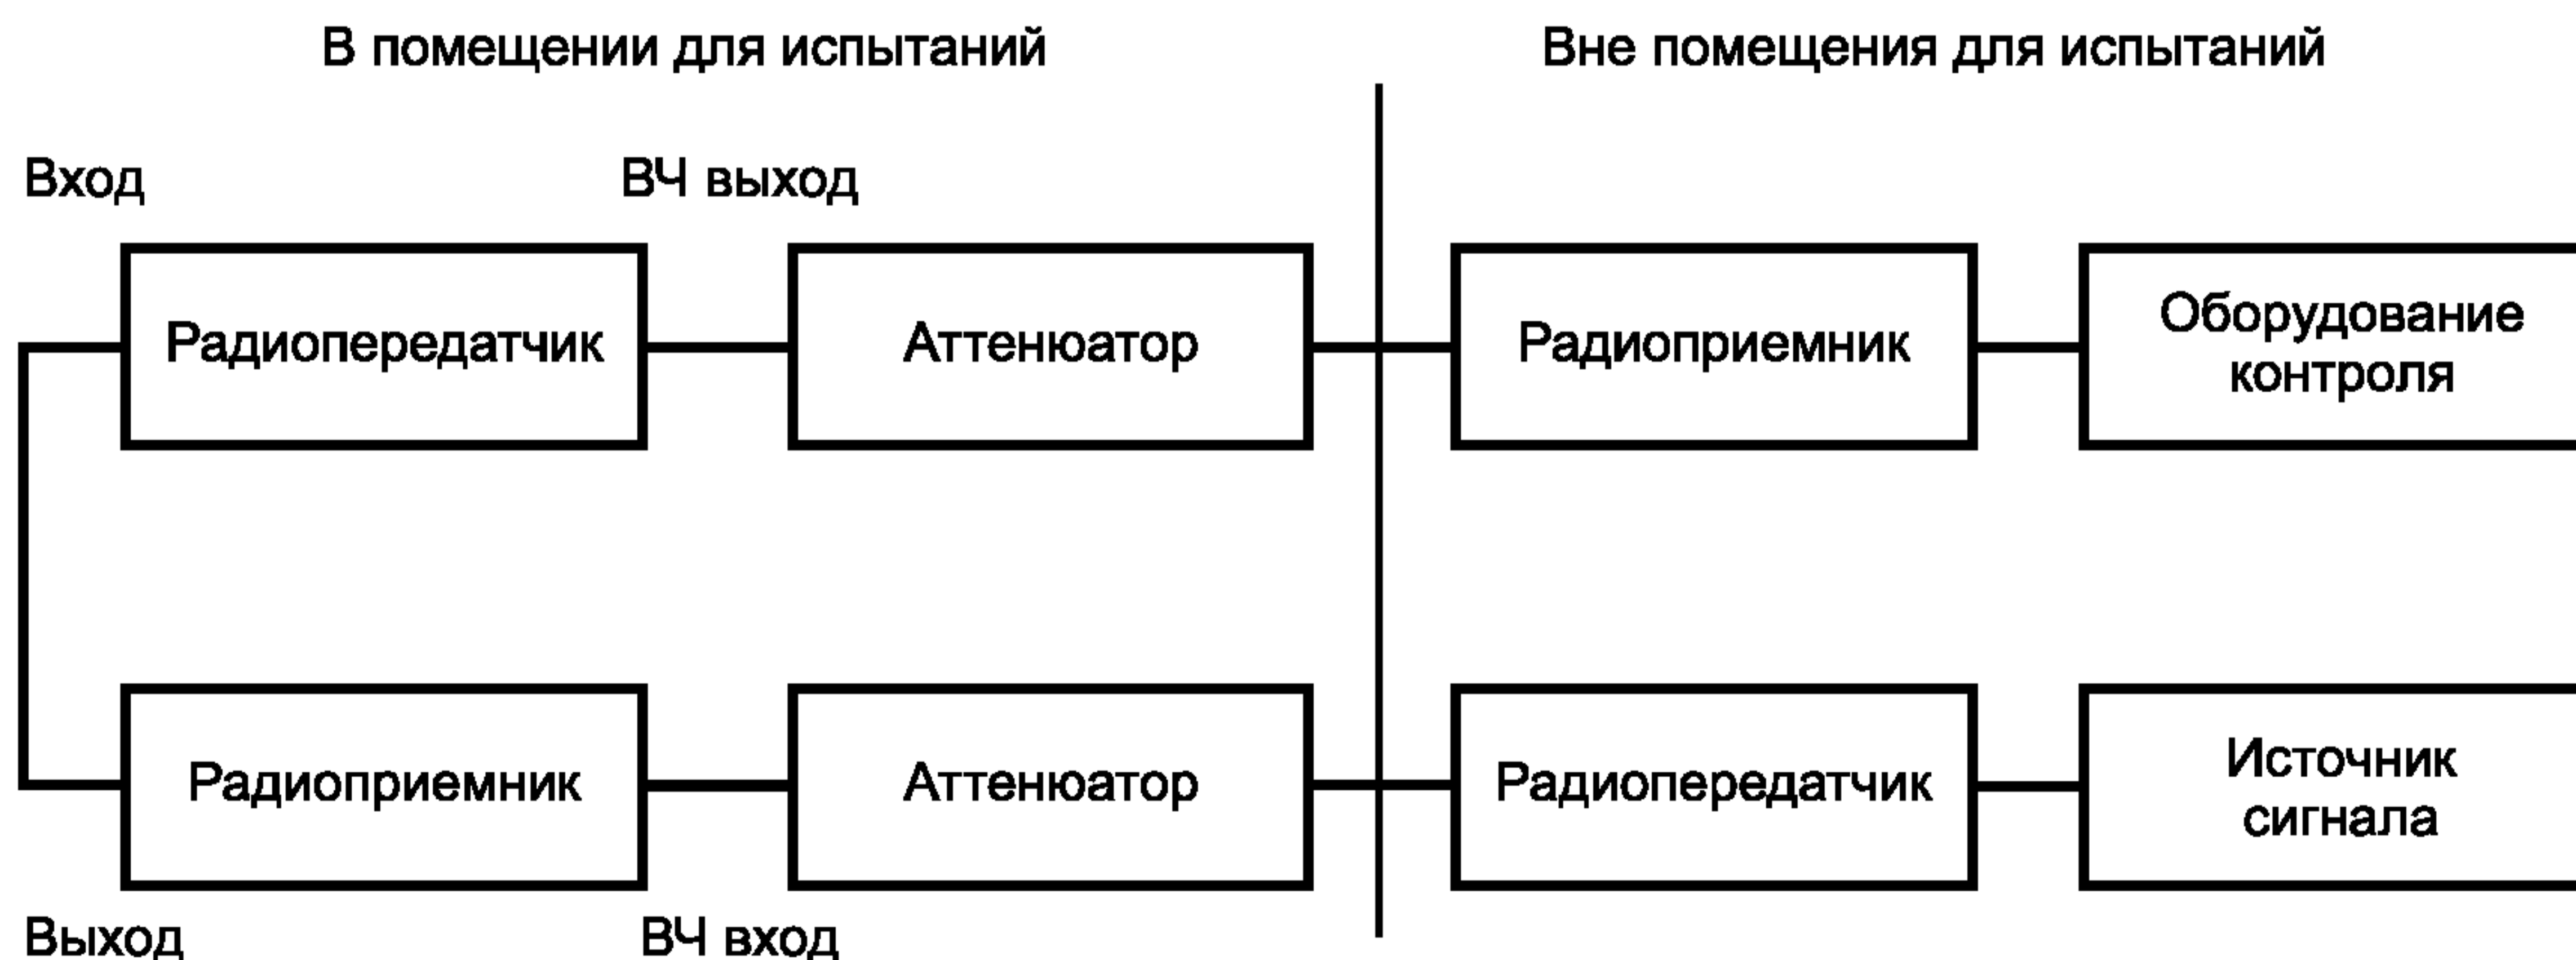 В помещении для испытаний
Вне помещения для испытаний
Вход
ВЧ выход
Радиопередатчик
Аттенюатор
Радиоприемник
Оборудование
контроля
Радиоприемник
Аттенюатор
Радиопередатчик
Источник
сигнала
Выход
ВЧ вход